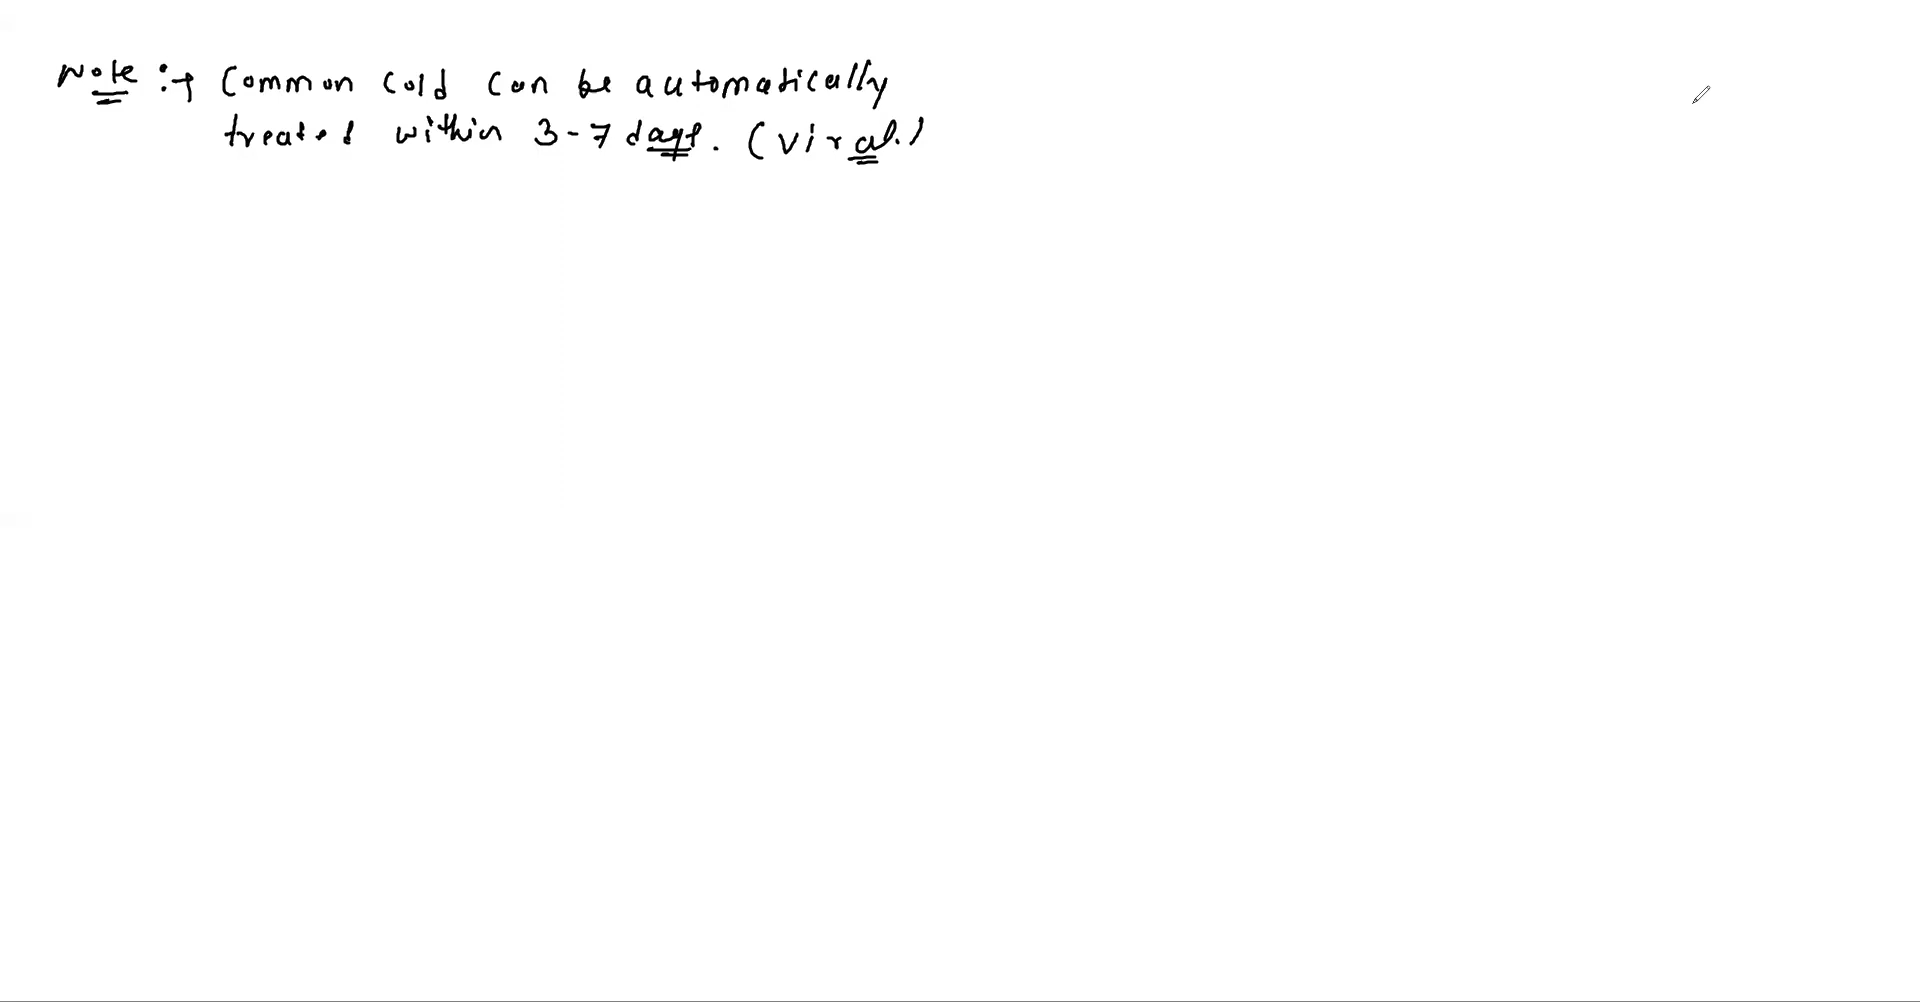 Note :→ Common cold can be automatically
treated within 3-7 days. (viral.)